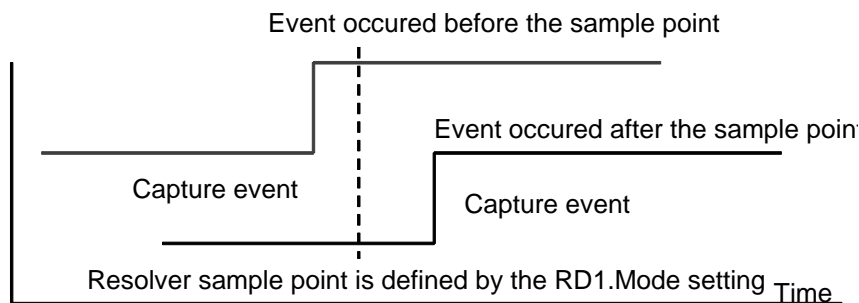 Event occured before the sample point
Event occured after the sample point
Capture event
Capture event
Resolver sample point is defined by the RD1.Mode setting
Time